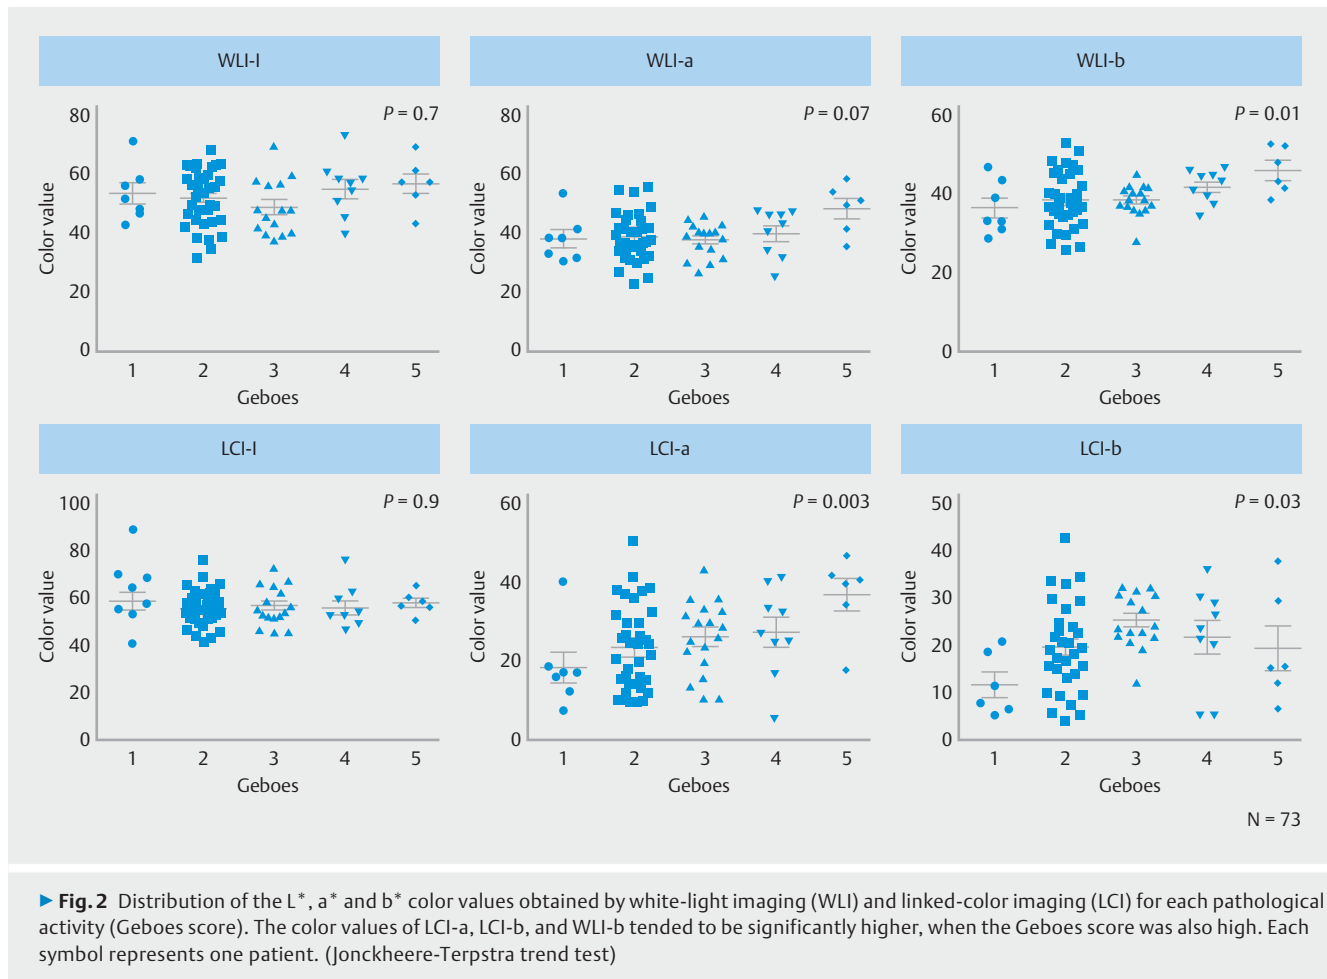 WLI-I
WLI-a
WLI-b
P = 0.7
80
60
40
20
0
Color value
1 2 3 4 5
Geboes
P = 0.07
80
60
40
20
0
Color value
1 2 3 4 5
Geboes
P = 0.01
60
40
20
0
Color value
1 2 3 4 5
Geboes
LCI-I
LCI-a
LCI-b
P = 0.9
100
80
60
40
20
0
Color value
1 2 3 4 5
Geboes
P = 0.003
60
40
20
0
Color value
1 2 3 4 5
Geboes
P = 0.03
50
40
30
20
10
0
Color value
1 2 3 4 5
Geboes
N = 73
▶ Fig. 2 Distribution of the L*, a* and b* color values obtained by white-light imaging (WLI) and linked-color imaging (LCI) for each pathological
activity (Geboes score). The color values of LCI-a, LCI-b, and WLI-b tended to be significantly higher, when the Geboes score was also high. Each
symbol represents one patient. (Jonckheere-Terpstra trend test)